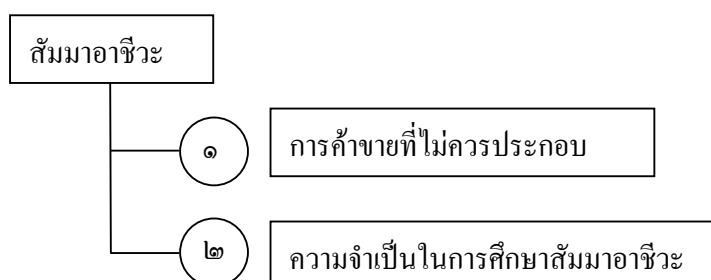 สัมมาอาชีวะ
๑ การค้าขายที่ไม่ควรประกอบ
๒ ความจำเป็นในการศึกษาสัมมาอาชีวะ